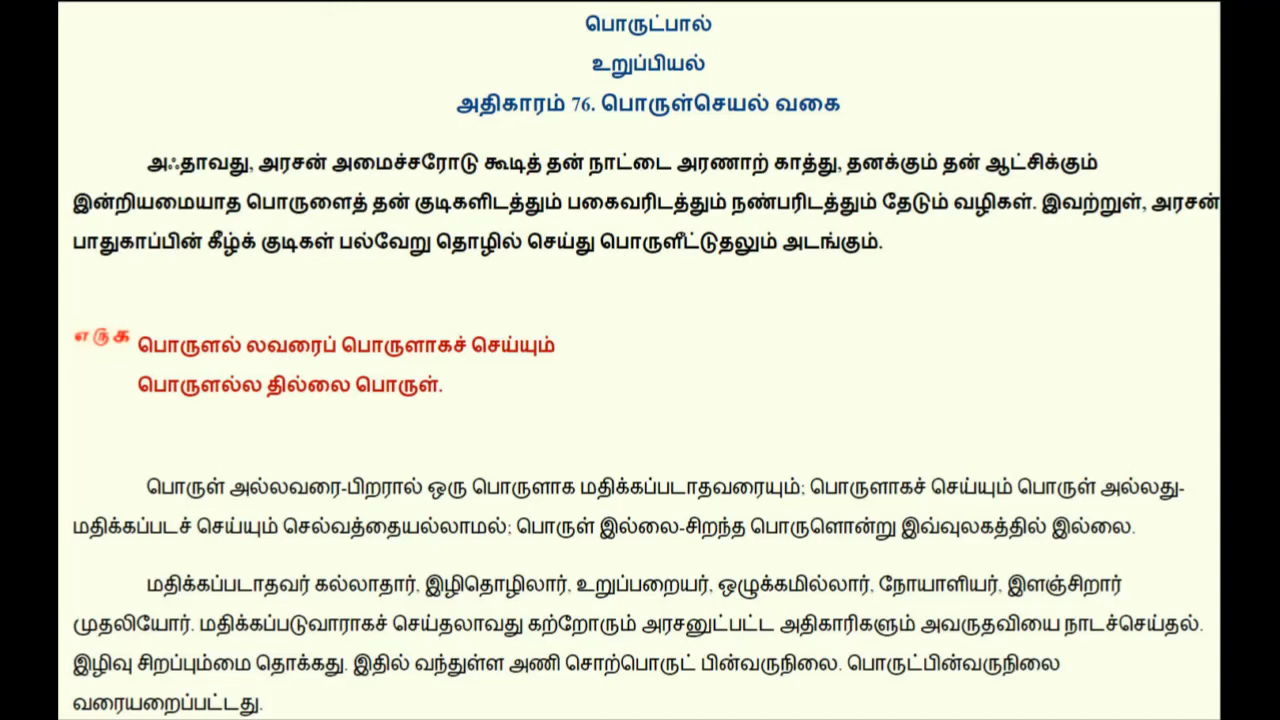 பொருட்பால்
உறுப்பியல்
அதிகாரம் 76. பொருள்செயல் வகை
அஃதாவது, அரசன் அமைச்சரோடு கூடித் தன் நாட்டை அரணாற் காத்து, தனக்கும் தன் ஆட்சிக்கும்
இன்றியமையாத பொருளைத் தன் குடிகளிடத்தும் பகைவரிடத்தும் நண்பரிடத்தும் தேடும் வழிகள். இவற்றுள், அரசன்
பாதுகாப்பின் கீழ்க் குடிகள் பல்வேறு தொழில் செய்து பொருளீட்டுதலும் அடங்கும்.
எருக பொருளல் லவரைப் பொருளாகச் செய்யும்
பொருளல்ல தில்லை பொருள்.
பொருள் அல்லவரை-பிறரால் ஒரு பொருளாக மதிக்கப்படாதவரையும்; பொருளாகச் செய்யும் பொருள் அல்லது-
மதிக்கப்படச் செய்யும் செல்வத்தையல்லாமல்; பொருள் இல்லை-சிறந்த பொருளொன்று இவ்வுலகத்தில் இல்லை.
மதிக்கப்படாதவர் கல்லாதார், இழிதொழிலார், உறுப்பறையர், ஒழுக்கமில்லார், நோயாளியர், இளஞ்சிறார்
முதலியோர். மதிக்கப்படுவாராகச் செய்தலாவது கற்றோரும் அரசனுட்பட்ட அதிகாரிகளும் அவருதவியை நாடச்செய்தல்.
இழிவு சிறப்பும்மை தொக்கது. இதில் வந்துள்ள அணி சொற்பொருட் பின்வருநிலை. பொருட்பின்வருநிலை
வரையறைப்பட்டது.